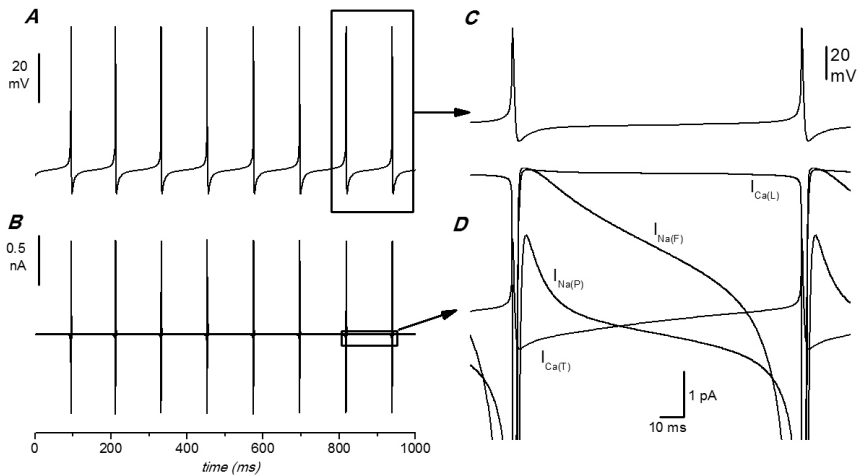 A
20
mV
B
0.5
nA
0 200 400 600 800 1000
time (ms)
C
20
mV
I Ca(L)
D
I Na(F)
I Na(P)
I Ca(T)
1 pA
10 ms